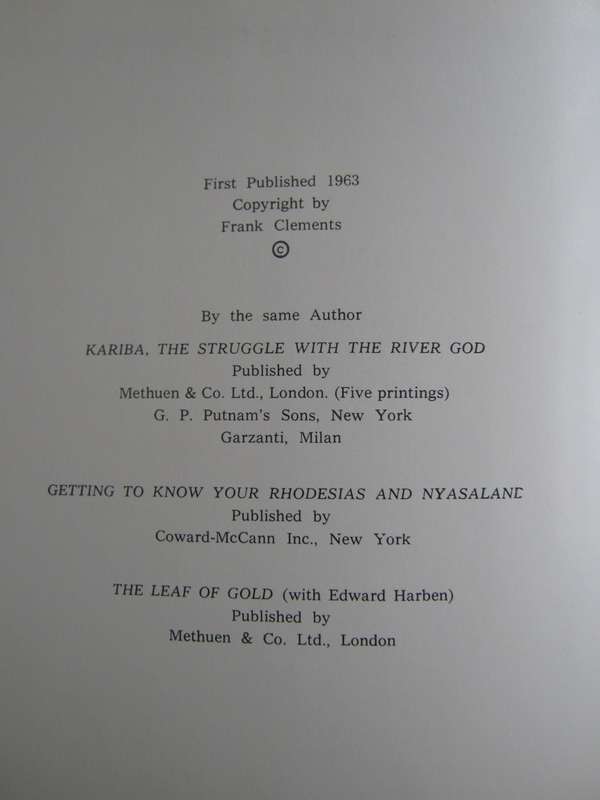 First Published 1963
Copyright by
Frank Clements
©
By the same Author
KARIBA, THE STRUGGLE WITH THE RIVER GOD
Published by
Methuen & Co. Ltd., London. (Five printings)
G. P. Putnam's Sons, New York
Garzanti, Milan
GETTING TO KNOW YOUR RHODESIAS AND NYASALAND
Published by
Coward-McCann Inc., New York
THE LEAF OF GOLD (with Edward Harben)
Published by
Methuen & Co. Ltd., London